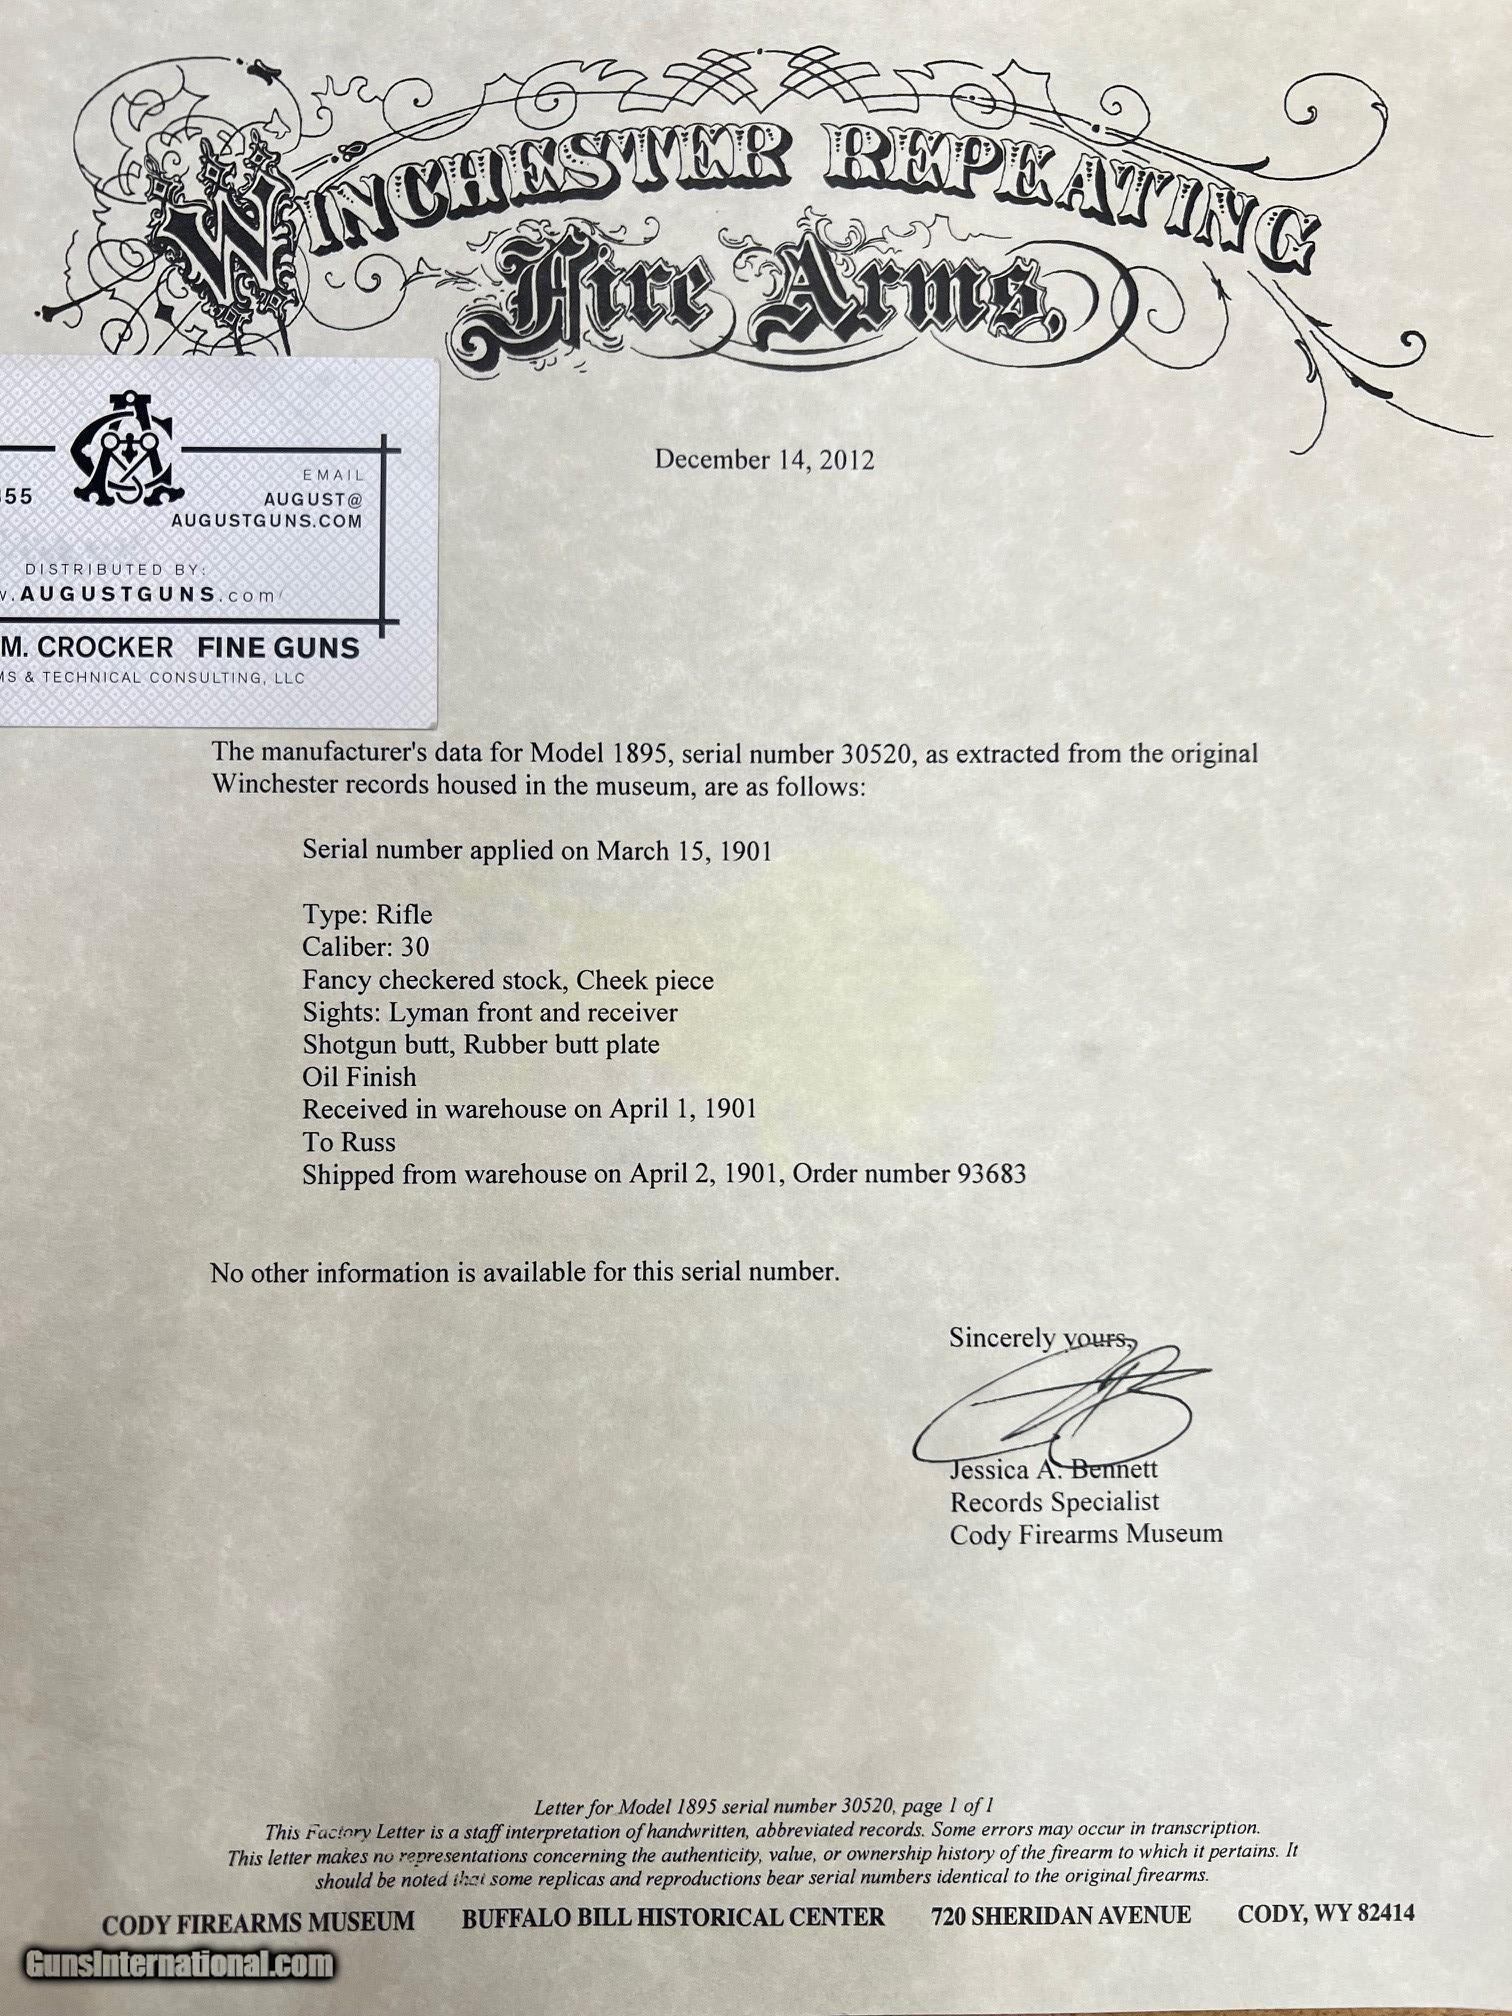 WINCHESTER REPEATING
Fire Arms,
EMAIL
55
AUGUST@
AUGUSTGUNS.COM
DISTRIBUTED BY:
.AUGUSTGUNS.com
M. CROCKER FINE GUNS
& TECHNICAL CONSULTING, LLC
December 14, 2012
The manufacturer's data for Model 1895, serial number 30520, as extracted from the original
Winchester records housed in the museum, are as follows:
Serial number applied on March 15, 1901
Type: Rifle
Caliber: 30
Fancy checkered stock, Cheek piece
Sights: Lyman front and receiver
Shotgun butt, Rubber butt plate
Oil Finish
Received in warehouse on April 1, 1901
To Russ
Shipped from warehouse on April 2, 1901, Order number 93683
No other information is available for this serial number.
Sincerely yours,
Jessica A. Bennett
Records Specialist
Cody Firearms Museum
Letter for Model 1895 serial number 30520, page 1 of 1
This Factory Letter is a staff interpretation of handwritten, abbreviated records. Some errors may occur in transcription.
This letter makes no representations concerning the authenticity, value, or ownership history of the firearm to which it pertains. It
should be noted that some replicas and reproductions bear serial numbers identical to the original firearms.
CODY FIREARMS MUSEUM BUFFALO BILL HISTORICAL CENTER 720 SHERIDAN AVENUE CODY, WY 82414
GunsInternational.com